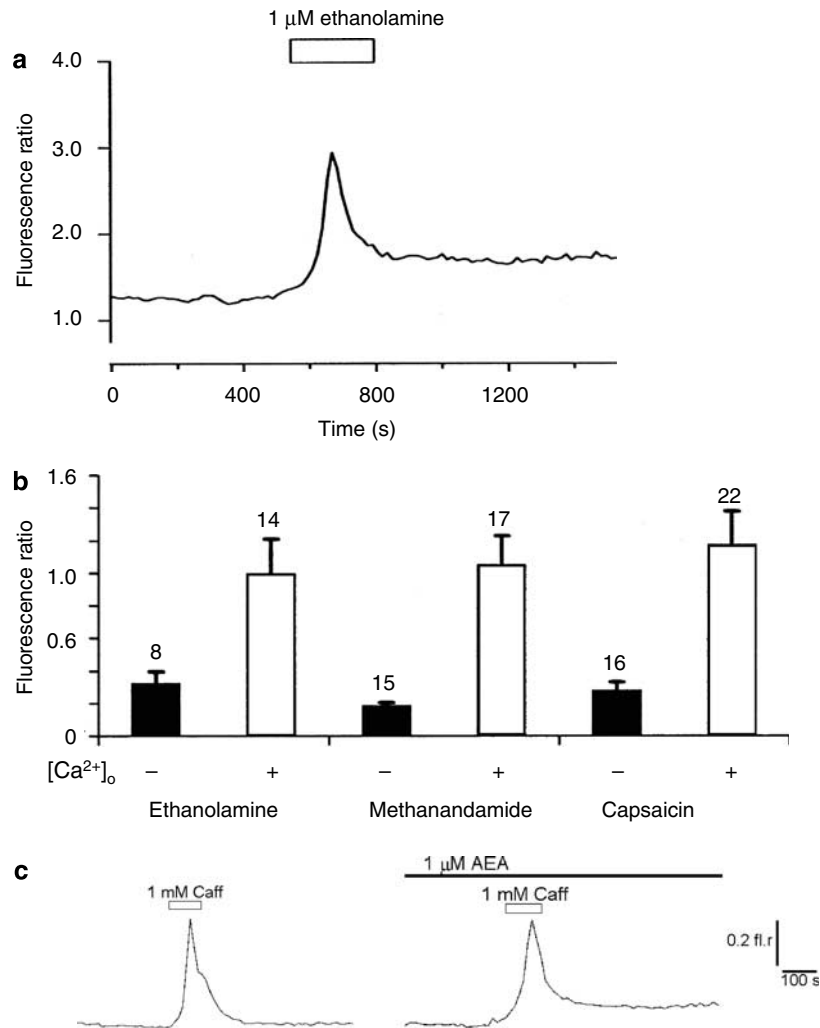 1 µM ethanolamine
a
4.0
3.0
2.0
1.0
Fluorescence ratio
0 400 800 1200
Time (s)
b
1.6
1.0
0.6
0
Fluorescence ratio
8 14 15 17 16 22
[Ca²⁺]ₒ − + − + − +
Ethanolamine Methanandamide Capsaicin
c
1 µM AEA
1 mM Caff 1 mM Caff
0.2 fl.r
100 s